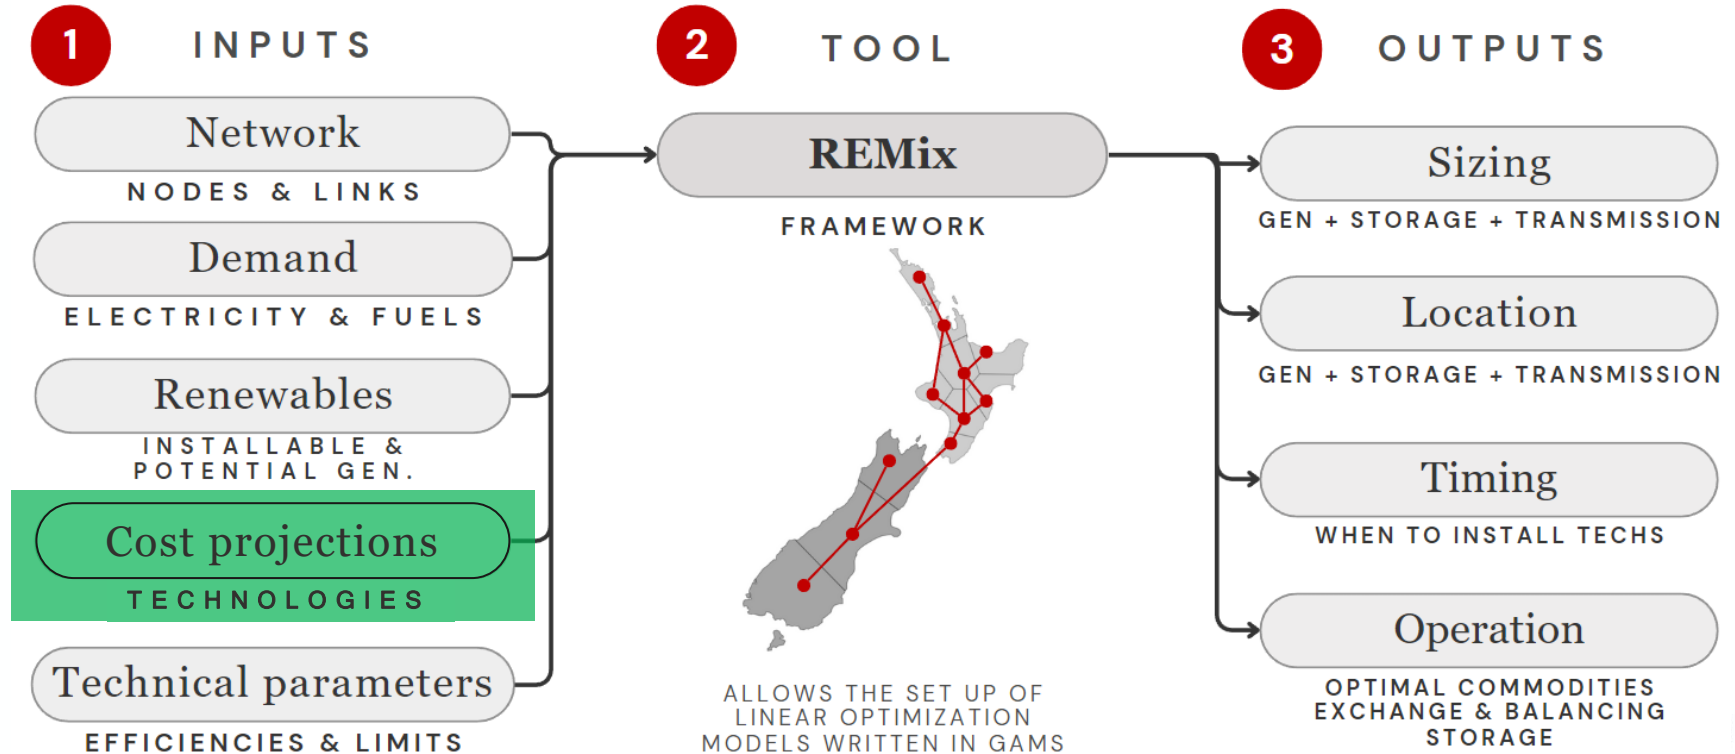 1
INPUTS
Network
NODES & LINKS
Demand
ELECTRICITY & FUELS
Renewables
INSTALLABLE &
POTENTIAL GEN.
Cost projections
TECHNOLOGIES
Technical parameters
EFFICIENCIES & LIMITS
2
TOOL
REMix
FRAMEWORK
ALLOWS THE SET UP OF
LINEAR OPTIMIZATION
MODELS WRITTEN IN GAMS
3
OUTPUTS
Sizing
GEN + STORAGE + TRANSMISSION
Location
GEN + STORAGE + TRANSMISSION
Timing
WHEN TO INSTALL TECHS
Operation
OPTIMAL COMMODITIES
EXCHANGE & BALANCING
STORAGE